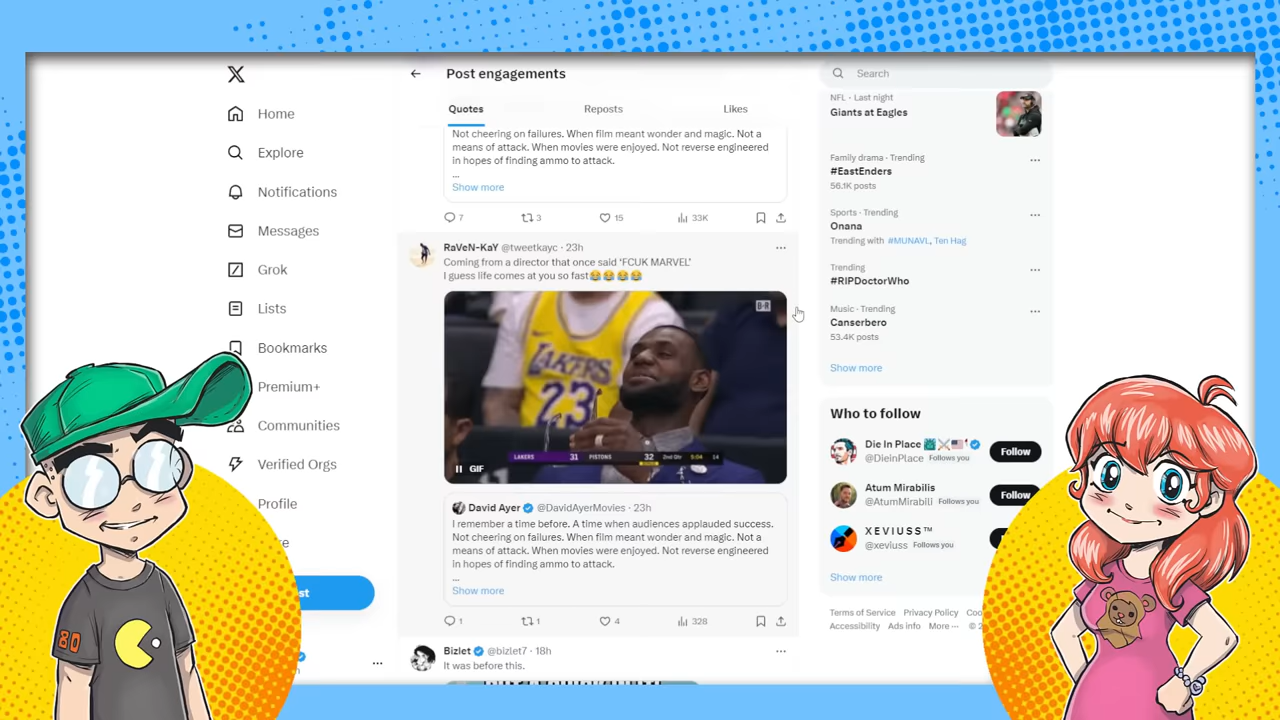 Home
Explore
Notifications
Messages
Grok
Lists
Bookmarks
Premium+
Communities
Verified Orgs
Profile
80
Post engagements
Quotes
Reposts
Likes
Not cheering on failures. When film meant wonder and magic. Not a
means of attack. When movies were enjoyed. Not reverse engineered
in hopes of finding ammo to attack.
...
Show more
7
3
15
33K
RaVeN-KaY @tweetkayc · 23h
Coming from a director that once said 'FCUK MARVEL'
I guess life comes at you so fast😂😂😂😂
B·R
LAKERS
23
LAKERS 31 PISTONS 32 2nd Qtr 5:04 14
GIF
David Ayer @DavidAyerMovies · 23h
I remember a time before. A time when audiences applauded success.
Not cheering on failures. When film meant wonder and magic. Not a
means of attack. When movies were enjoyed. Not reverse engineered
in hopes of finding ammo to attack.
...
Show more
1
1
4
328
Bizlet @bizlet7 · 18h
It was before this.
Search
NFL · Last night
Giants at Eagles
Family drama · Trending
#EastEnders
56.1K posts
Sports · Trending
Onana
Trending with #MUNAVL, Ten Hag
Trending
#RIPDoctorWho
Music · Trending
Canserbero
53.4K posts
Show more
Who to follow
Die In Place
@DieinPlace Follows you
Follow
Atum Mirabilis
@AtumMirabili Follows you
Follow
XEVIUSS™
@xeviuss Follows you
Show more
Terms of Service Privacy Policy
Accessibility Ads info More ···